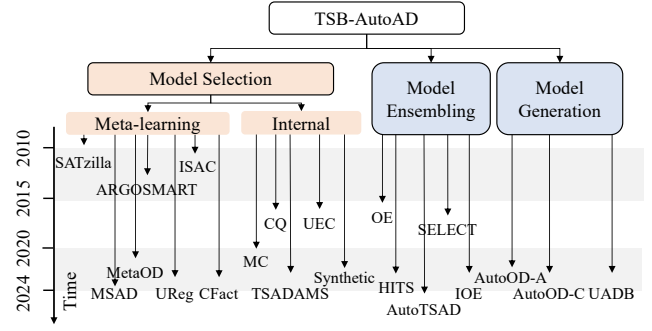 TSB-AutoAD
Model Selection
Model
Ensembling
Model
Generation
Meta-learning
Internal
2010
SATzilla
ISAC
ARGOSMART
2015
CQ
UEC
OE
SELECT
2020
MC
MetaOD
Synthetic
AutoOD-A
2024
Time
MSAD
UReg
CFact
TSADAMS
HITS
IOE
AutoOD-C
UADB
AutoTSAD